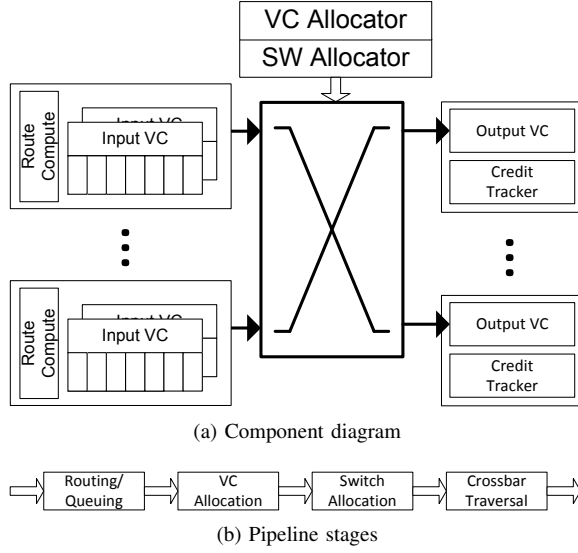 VC Allocator
SW Allocator
Route Compute
Input VC
Input VC
Output VC
Credit
Tracker
Route Compute
Input VC
Input VC
Output VC
Credit
Tracker
(a) Component diagram
Routing/
Queuing
VC
Allocation
Switch
Allocation
Crossbar
Traversal
(b) Pipeline stages